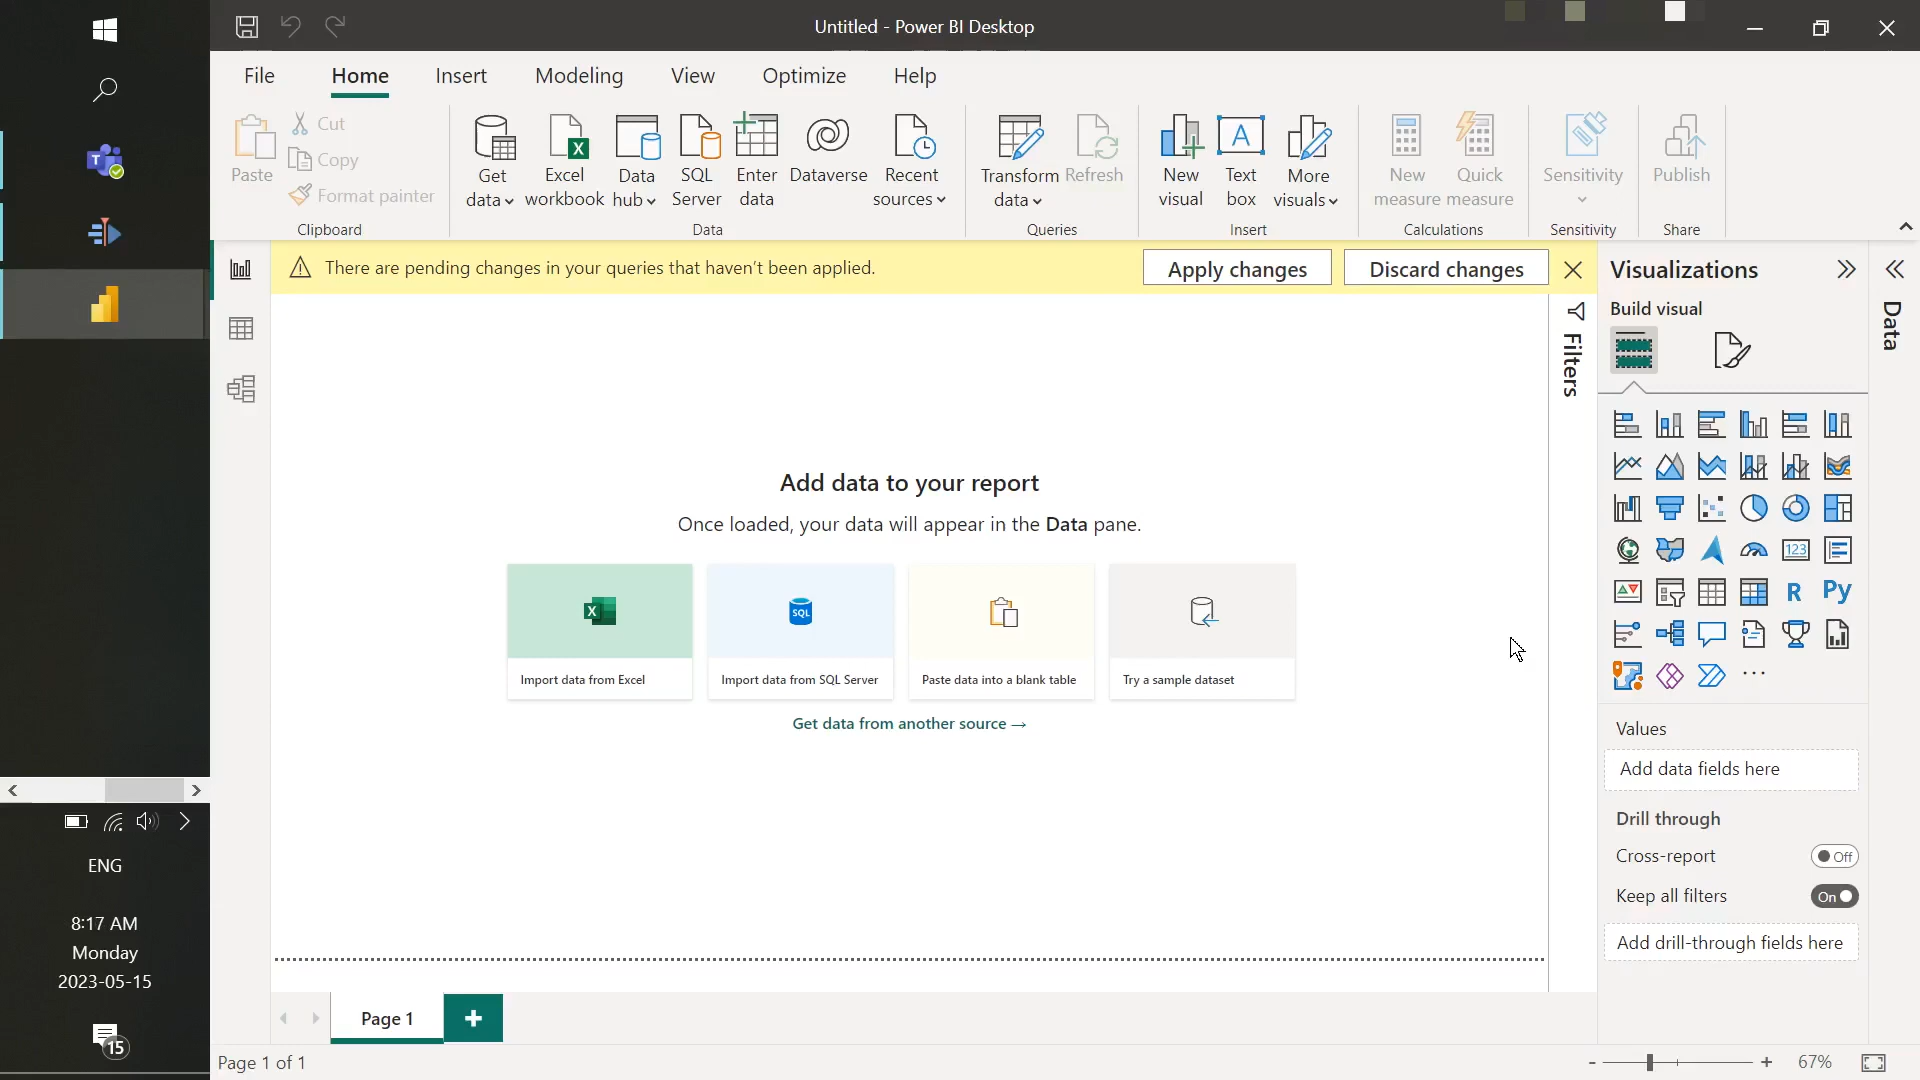 Untitled - Power BI Desktop
File
Home
Insert
Modeling
View
Optimize
Help
Paste
Cut
Copy
Format painter
Clipboard
Get
data
Excel
workbook
Data
hub
SQL
Server
Enter
data
Dataverse
Recent
sources
Data
Transform
data
Refresh
Queries
New
visual
Text
box
More
visuals
Insert
New
measure
Quick
measure
Calculations
Sensitivity
Sensitivity
Publish
Share
There are pending changes in your queries that haven't been applied.
Apply changes
Discard changes
Filters
Visualizations
Build visual
Data
Add data to your report
Once loaded, your data will appear in the Data pane.
SQL
Import data from Excel
Import data from SQL Server
Paste data into a blank table
Try a sample dataset
Get data from another source →
123
R
Py
Values
Add data fields here
Drill through
Cross-report
Off
Keep all filters
On
Add drill-through fields here
Page 1
Page 1 of 1
- + 67%
ENG
8:17 AM
Monday
2023-05-15
15